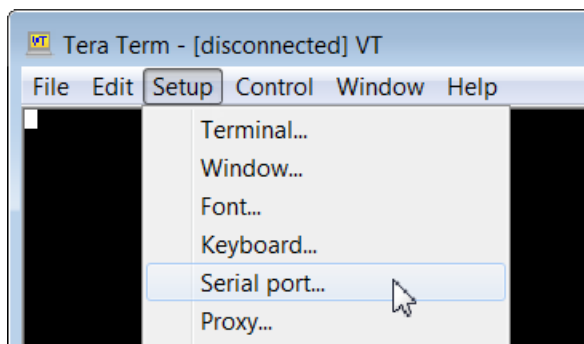 Tera Term - [disconnected] VT
File Edit Setup Control Window Help
Terminal...
Window...
Font...
Keyboard...
Serial port...
Proxy...